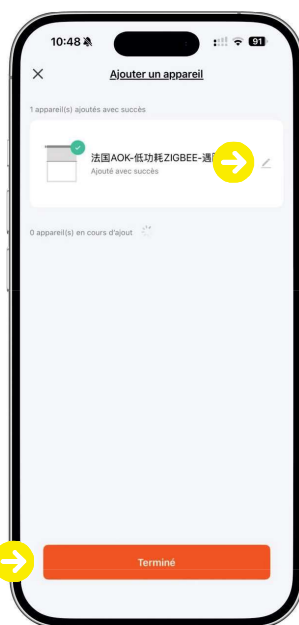 10:48
91
Ajouter un appareil
1 appareil(s) ajoutés avec succès
法国AOK-低功耗ZIGBEE-
Ajouté avec succès
0 appareil(s) en cours d'ajout
Terminé